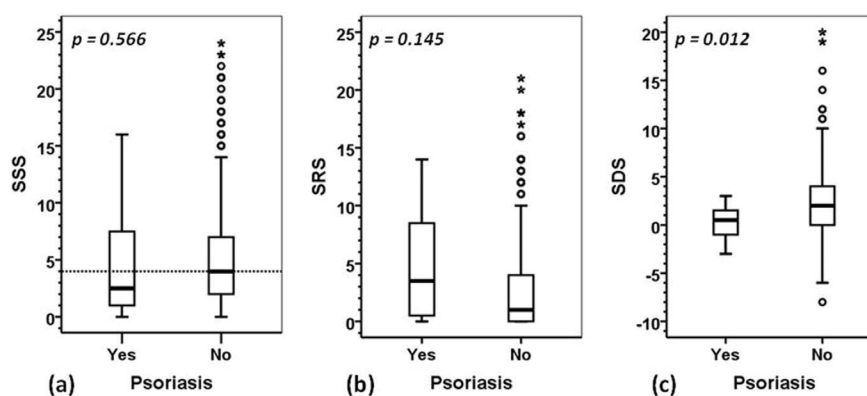 p = 0.566
25
20
15
10
5
0
SSS
Yes
No
(a)
Psoriasis
p = 0.145
25
20
15
10
5
0
SRS
Yes
No
(b)
Psoriasis
p = 0.012
20
15
10
5
0
-5
-10
SDS
Yes
No
(c)
Psoriasis